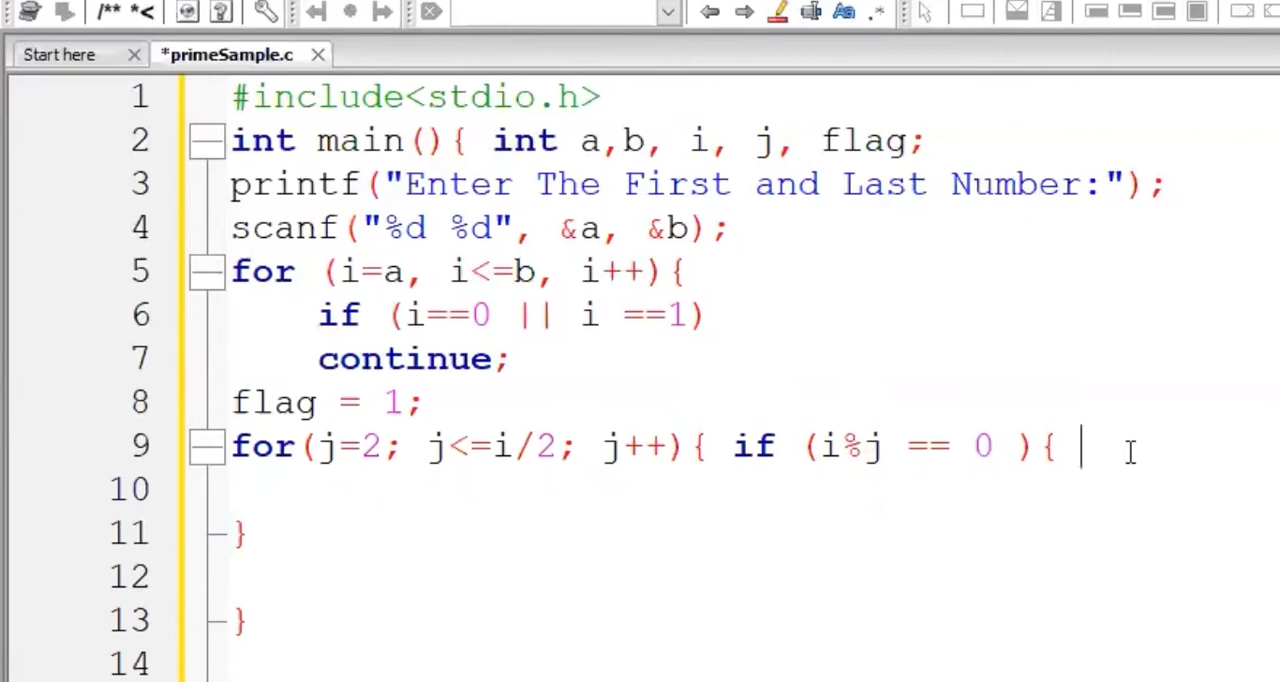 /** *<
Start here *primeSample.c
1 #include<stdio.h>
2 int main(){ int a,b, i, j, flag;
3 printf("Enter The First and Last Number:");
4 scanf("%d %d", &a, &b);
5 for (i=a, i<=b, i++){
6 if (i==0 || i ==1)
7 continue;
8 flag = 1;
9 for(j=2; j<=i/2; j++){ if (i%j == 0 ){
10
11 }
12
13 }
14